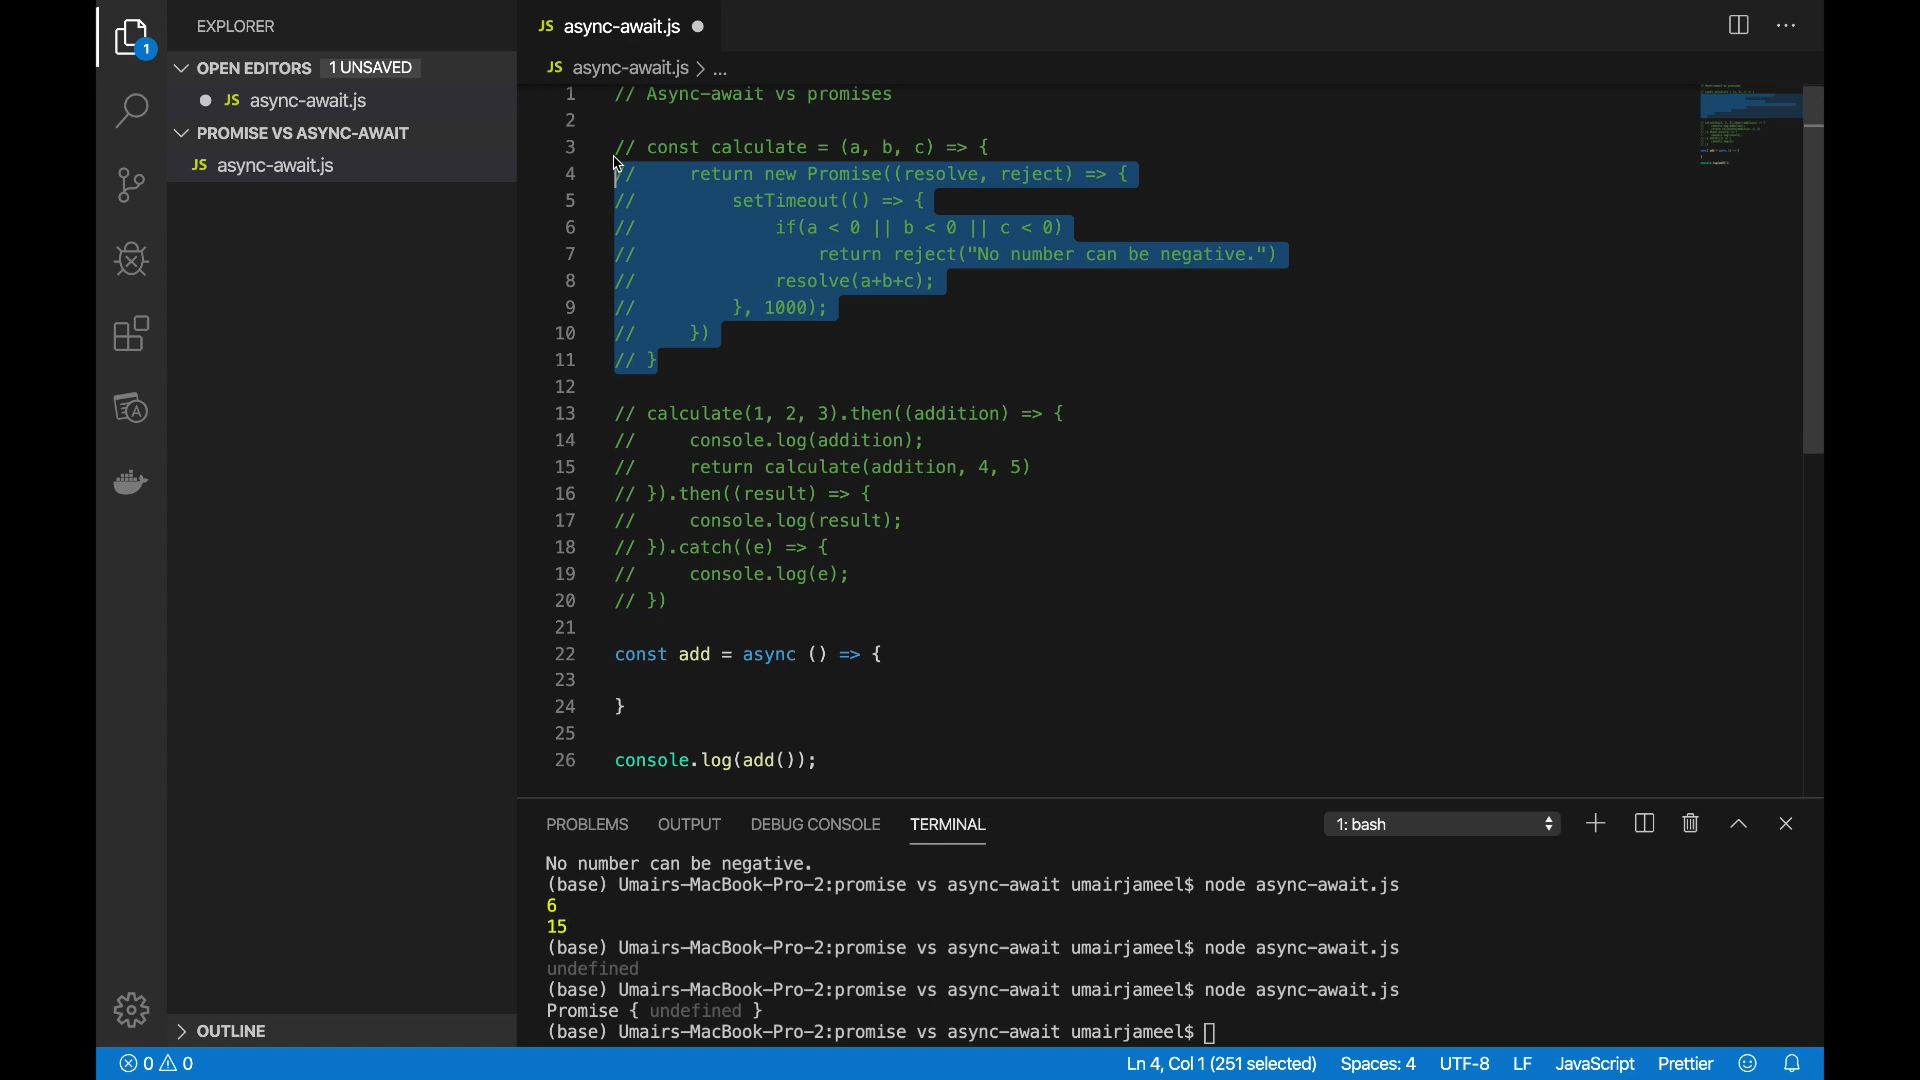 EXPLORER
OPEN EDITORS 1 UNSAVED
JS async-await.js
PROMISE VS ASYNC-AWAIT
JS async-await.js
OUTLINE
1
JS async-await.js
JS async-await.js > ...
1 // Async-await vs promises
2
3 // const calculate = (a, b, c) => {
4 //     return new Promise((resolve, reject) => {
5 //         setTimeout(() => {
6 //             if(a < 0 || b < 0 || c < 0)
7 //                 return reject("No number can be negative.")
8 //             resolve(a+b+c);
9 //         }, 1000);
10 //     })
11 // }
12
13 // calculate(1, 2, 3).then((addition) => {
14 //     console.log(addition);
15 //     return calculate(addition, 4, 5)
16 // }).then((result) => {
17 //     console.log(result);
18 // }).catch((e) => {
19 //     console.log(e);
20 // })
21
22 const add = async () => {
23
24 }
25
26 console.log(add());
PROBLEMS OUTPUT DEBUG CONSOLE TERMINAL 1: bash
No number can be negative.
(base) Umairs-MacBook-Pro-2:promise vs async-await umairjameel$ node async-await.js
6
15
(base) Umairs-MacBook-Pro-2:promise vs async-await umairjameel$ node async-await.js
undefined
(base) Umairs-MacBook-Pro-2:promise vs async-await umairjameel$ node async-await.js
Promise { undefined }
(base) Umairs-MacBook-Pro-2:promise vs async-await umairjameel$
0 0 Ln 4, Col 1 (251 selected) Spaces: 4 UTF-8 LF JavaScript Prettier